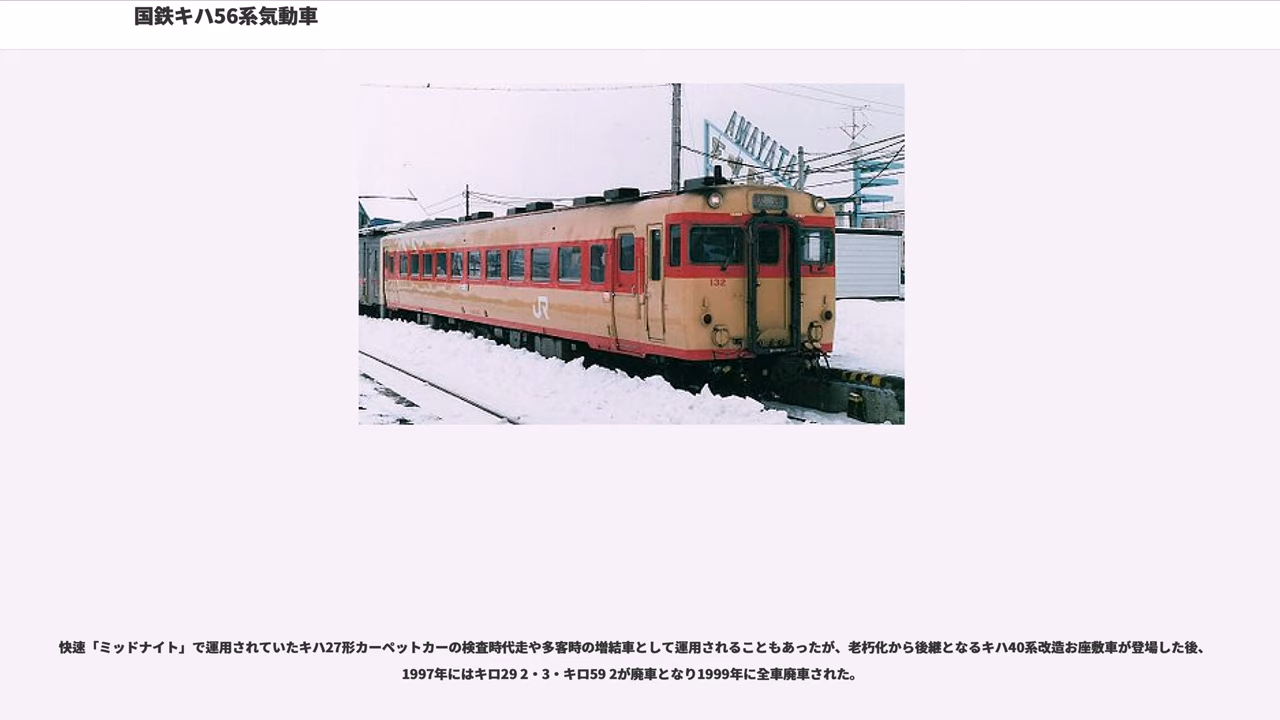 国鉄キハ56系気動車
AMAYATO
132
JR
快速「ミッドナイト」で運用されていたキハ27形カーペットカーの検査時代走や多客時の増結車として運用されることもあったが、老朽化から後継となるキハ40系改造お座敷車が登場した後、
1997年にはキロ29 2・3・キロ59 2が廃車となり1999年に全車廃車された。